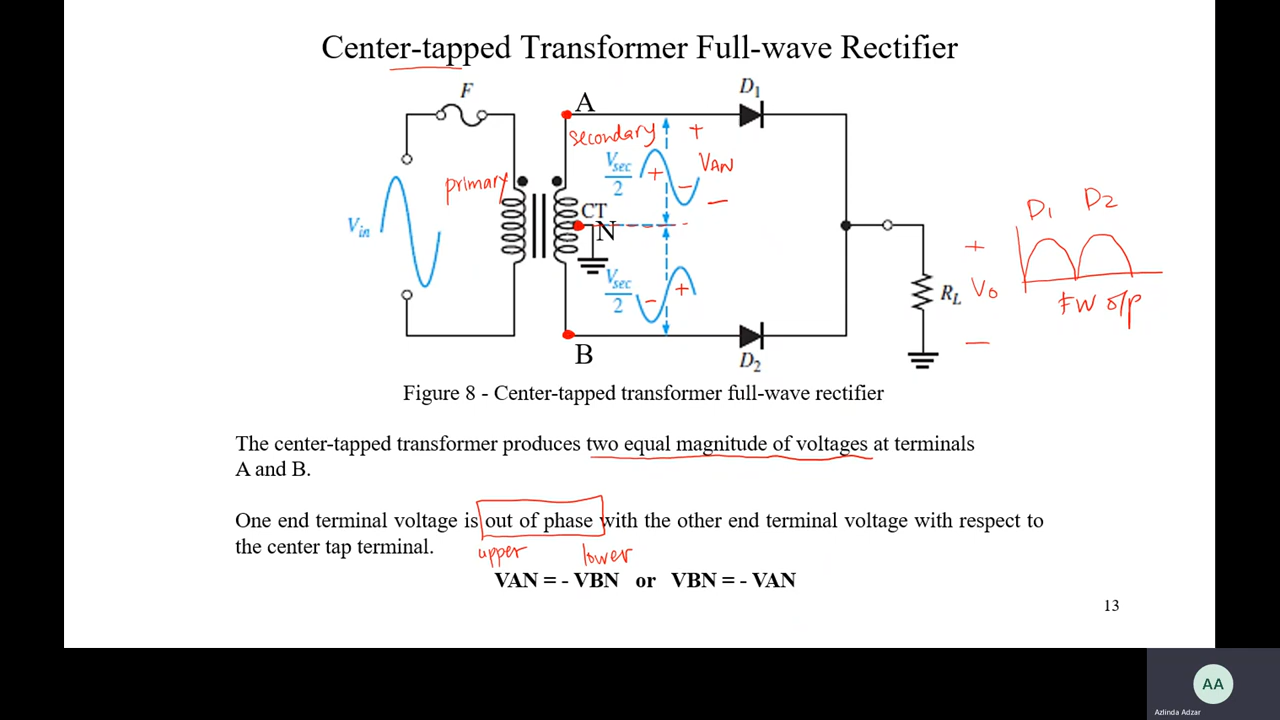 Center-tapped Transformer Full-wave Rectifier
F
A
D1
secondary
+
Vsec
2
+
-
VAN
-
primary
Vin
CT
N
Vsec
2
-
+
B
D2
RL
+
Vo
-
D1 D2
FW o/p
Figure 8 - Center-tapped transformer full-wave rectifier
The center-tapped transformer produces two equal magnitude of voltages at terminals
A and B.
One end terminal voltage is out of phase with the other end terminal voltage with respect to
the center tap terminal.
upper lower
VAN = - VBN or VBN = - VAN
13
AA
Azlinda Adzar